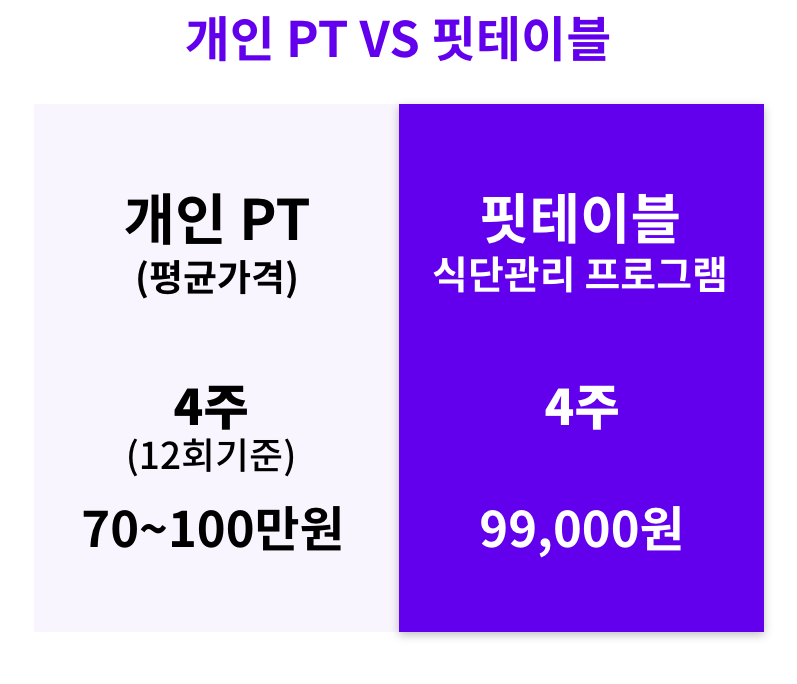 개인 PT VS 핏테이블
개인 PT
(평균가격)
4주
(12회기준)
70~100만원
핏테이블
식단관리 프로그램
4주
99,000원